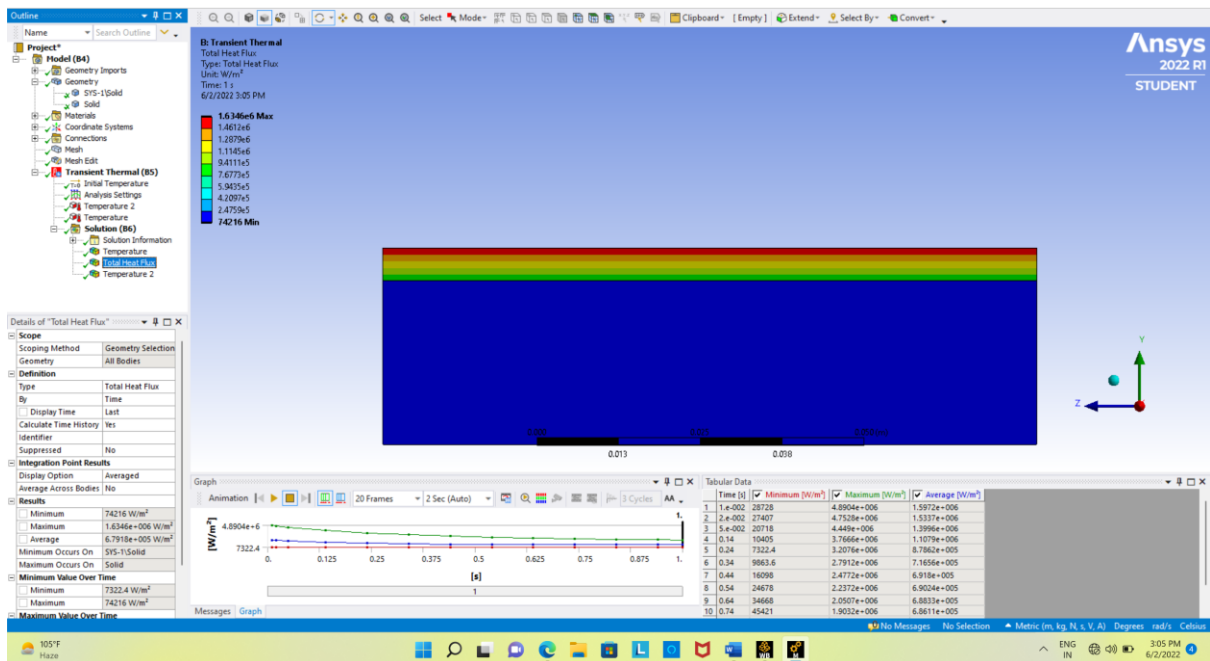 Outline
Name
Search Outline
Project*
Model (B4)
Geometry Imports
Geometry
SYS-1\Solid
Solid
Materials
Coordinate Systems
Connections
Mesh
Mesh Edit
Transient Thermal (B5)
Initial Temperature
Analysis Settings
Temperature 2
Temperature
Solution (B6)
Solution Information
Temperature
Total Heat Flux
Temperature 2
Details of "Total Heat Flux"
Scope
Scoping Method Geometry Selection
Geometry All Bodies
Definition
Type Total Heat Flux
By Time
Display Time Last
Calculate Time History Yes
Identifier
Suppressed No
Integration Point Results
Display Option Averaged
Average Across Bodies No
Results
Minimum 74216 W/m²
Maximum 1.6346e+006 W/m²
Average 6.7918e+005 W/m²
Minimum Occurs On SYS-1\Solid
Maximum Occurs On Solid
Minimum Value Over Time
Minimum 7322.4 W/m²
Maximum 74216 W/m²
Maximum Value Over Time
Select Mode Clipboard [ Empty ] Extend Select By Convert
B: Transient Thermal
Total Heat Flux
Type: Total Heat Flux
Unit: W/m²
Time: 1 s
6/2/2022 3:05 PM
1.6346e6 Max
1.4612e6
1.2879e6
1.1145e6
9.4111e5
7.6773e5
5.9435e5
4.2097e5
2.4759e5
74216 Min
Ansys
2022 R1
STUDENT
Y
Z
0.013 0.038
Graph
Animation 20 Frames 2 Sec (Auto) 3 Cycles AA
[W/m²]
4.8904e+6
7322.4
1.
0. 0.125 0.25 0.375 0.5 0.625 0.75 0.875 1.
[s]
1
Messages Graph
Tabular Data
Time [s] Minimum [W/m²] Maximum [W/m²] Average [W/m²]
1 1.e-002 28728 4.8904e+006 1.5972e+006
2 2.e-002 27407 4.7528e+006 1.5337e+006
3 5.e-002 20718 4.449e+006 1.3996e+006
4 0.14 10405 3.7666e+006 1.1079e+006
5 0.24 7322.4 3.2076e+006 8.7862e+005
6 0.34 9863.6 2.7912e+006 7.1656e+005
7 0.44 16098 2.4772e+006 6.918e+005
8 0.54 24678 2.2372e+006 6.9024e+005
9 0.64 34668 2.0507e+006 6.8833e+005
10 0.74 45421 1.9032e+006 6.8611e+005
No Messages No Selection Metric (m, kg, N, s, V, A) Degrees rad/s Celsius
105°F
Haze
ENG
IN
3:05 PM
6/2/2022
4